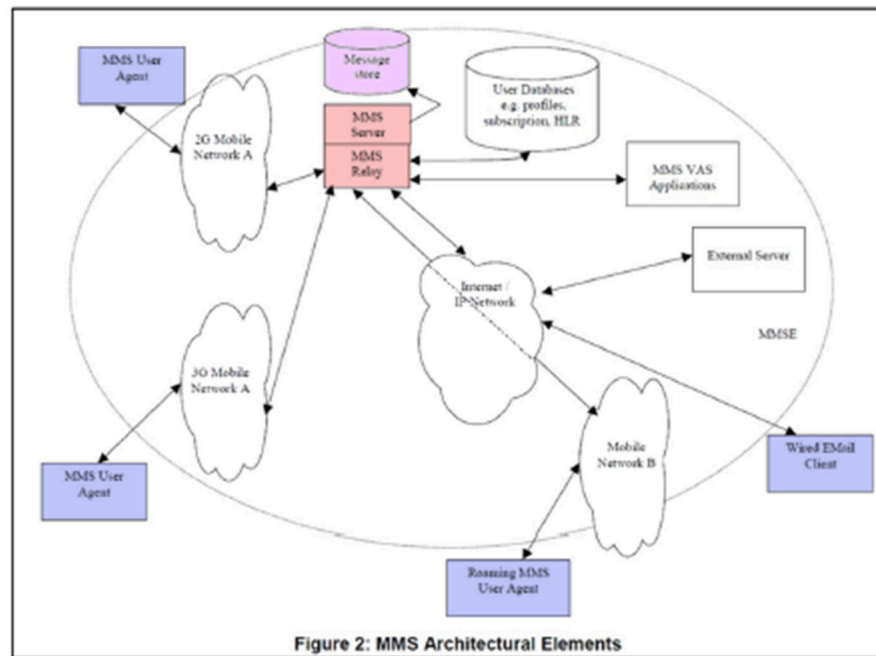 MMS User
Agent
Message
store
User Databases
e.g. profiles,
subscription, HLR
MMS
Server
2G Mobile
Network A
MMS
Relay
MMS VAS
Applications
External Server
Internet /
IP Network
MMSE
3G Mobile
Network A
Mobile
Network B
Wired EMail
Client
MMS User
Agent
Roaming MMS
User Agent
Figure 2: MMS Architectural Elements